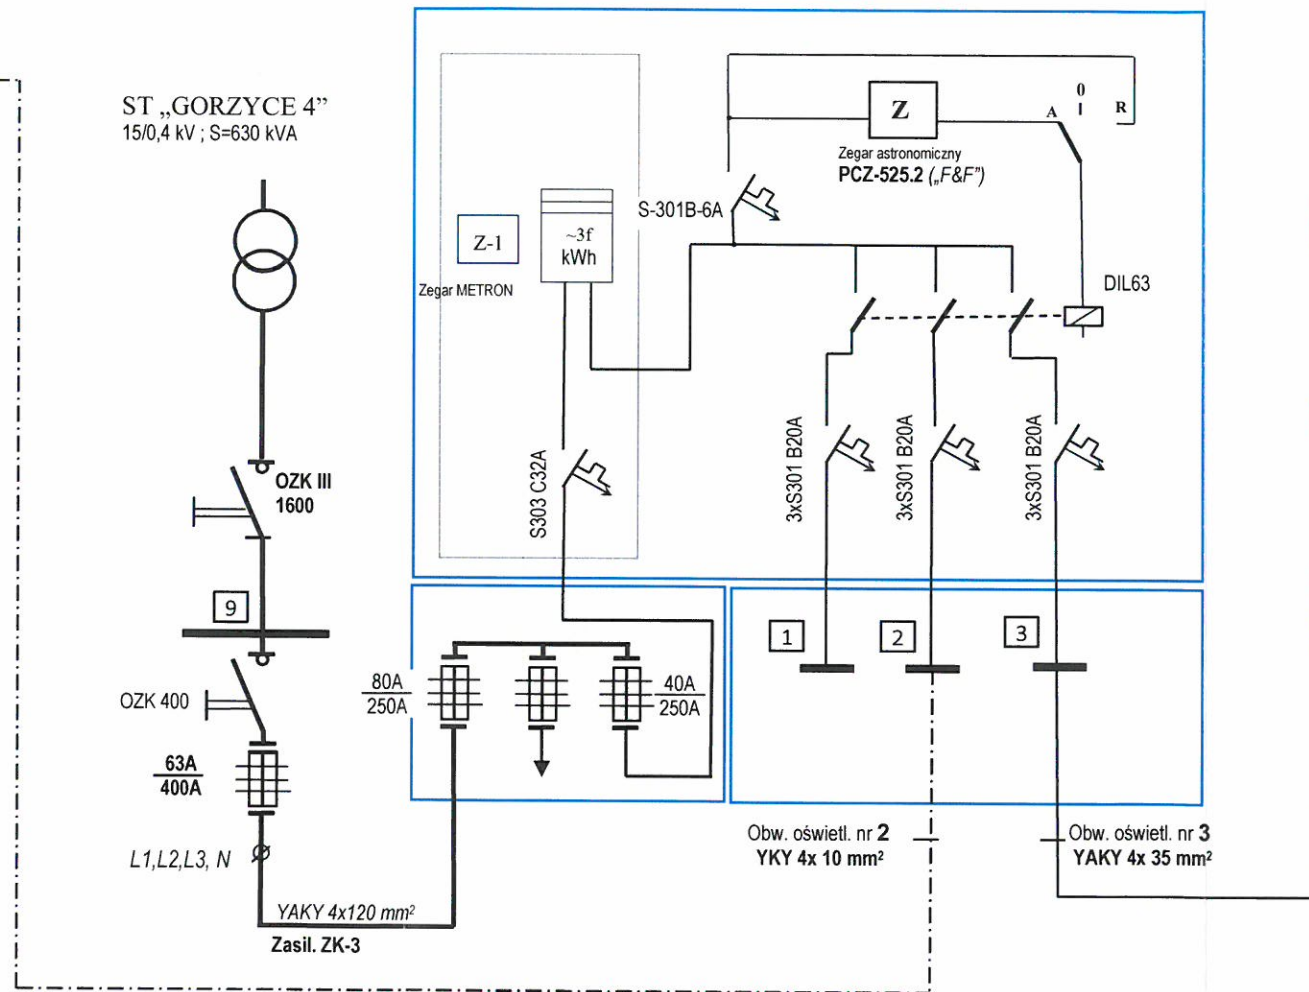 ST „GORZYCE 4”
15/0,4 kV ; S=630 kVA
OZK III
1600
9
OZK 400
63A
400A
L1,L2,L3, N
YAKY 4x120 mm²
Zasil. ZK-3
Z-1
Zegar METRON
~3f
kWh
S303 C32A
S-301B-6A
Z
Zegar astronomiczny
PCZ-525.2 („F&F”)
A
0
R
DIL63
3xS301 B20A
3xS301 B20A
3xS301 B20A
80A
250A
40A
250A
1
2
3
Obw. oświetl. nr 2
YKY 4x 10 mm²
Obw. oświetl. nr 3
YAKY 4x 35 mm²